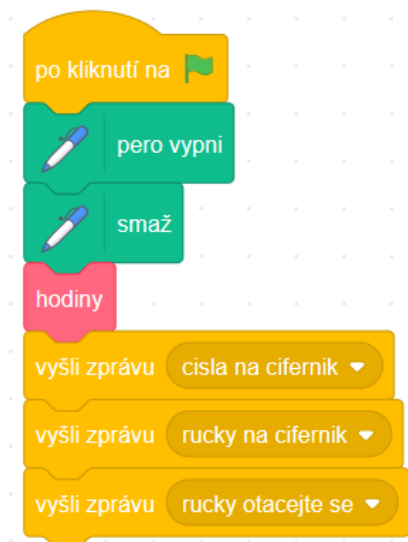 po kliknutí na
pero vypni
smaž
hodiny
vyšli zprávu cisla na cifernik
vyšli zprávu rucky na cifernik
vyšli zprávu rucky otacejte se